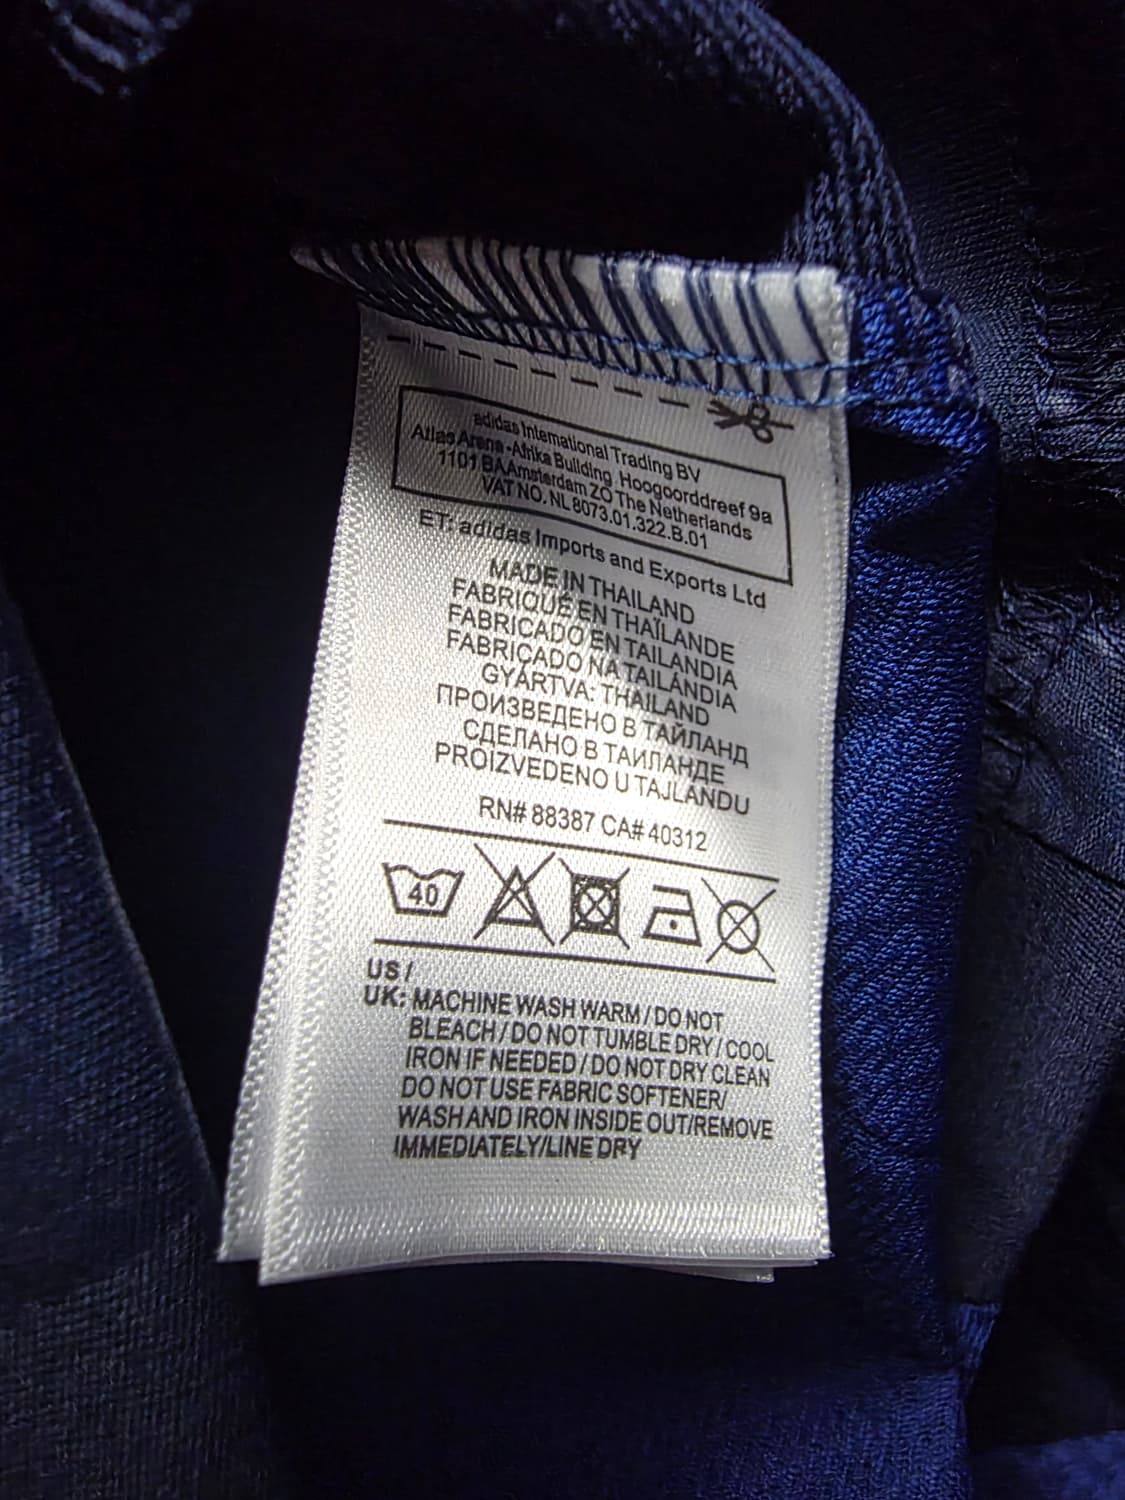 adidas International Trading BV
Atlas Arena -Afrika Building Hoogoorddreef 9a
1101 BAAmsterdam ZO The Netherlands
VAT NO. NL 8073.01.322.B.01
ET: adidas Imports and Exports Ltd
MADE IN THAILAND
FABRIQUÉ EN THAÏLANDE
FABRICADO EN TAILANDIA
FABRICADO NA TAILÂNDIA
GYÁRTVA: THAILAND
ПРОИЗВЕДЕНО В ТАЙЛАНД
СДЕЛАНО В ТАИЛАНДЕ
PROIZVEDENO U TAJLANDU
RN# 88387 CA# 40312
40
US /
UK: MACHINE WASH WARM / DO NOT
BLEACH / DO NOT TUMBLE DRY / COOL
IRON IF NEEDED / DO NOT DRY CLEAN
DO NOT USE FABRIC SOFTENER/
WASH AND IRON INSIDE OUT/REMOVE
IMMEDIATELY/LINE DRY